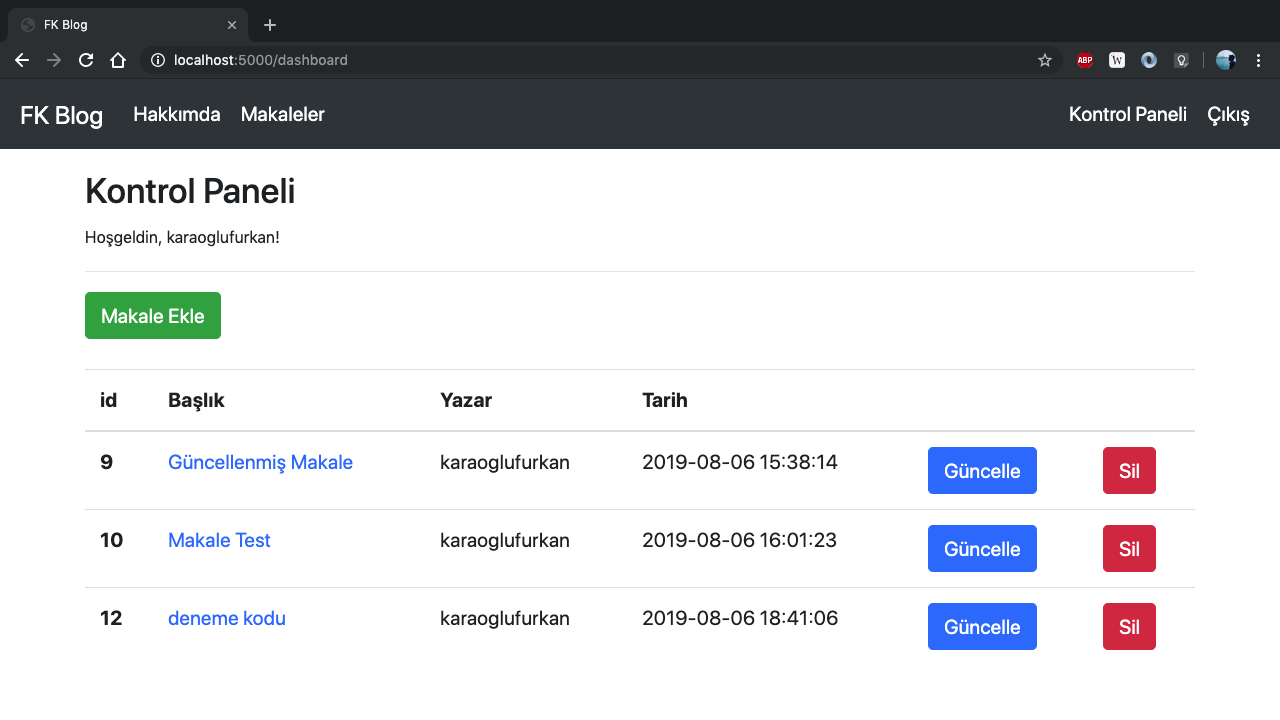 FK Blog
localhost:5000/dashboard
ABP
W
FK Blog Hakkımda Makaleler Kontrol Paneli Çıkış
Kontrol Paneli
Hoşgeldin, karaoglufurkan!
Makale Ekle
id Başlık Yazar Tarih
9 Güncellenmiş Makale karaoglufurkan 2019-08-06 15:38:14 Güncelle Sil
10 Makale Test karaoglufurkan 2019-08-06 16:01:23 Güncelle Sil
12 deneme kodu karaoglufurkan 2019-08-06 18:41:06 Güncelle Sil